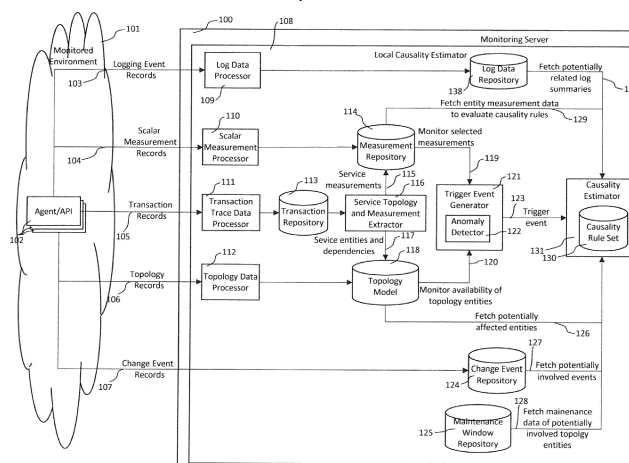 100
101
108
Monitoring Server
Monitored
Environment
Logging Event
Records
103
Log Data
Processor
109
Local Causality Estimator
Log Data
Repository
138
Fetch potentially
related log
summaries
Fetch entity measurement data
to evaluate causality rules
129
110
Scalar
Measurement
Records
104
Scalar
Measurement
Processor
114
Measurement
Repository
Monitor selected
measurements
119
Service
measurements
115
116
111
113
121
Agent/API
102
Transaction
Records
105
Transaction
Trace Data
Processor
Transaction
Repository
Service Topology
and Measurement
Extractor
Trigger Event
Generator
Anomaly
Detector
122
123
Trigger
event
Causality
Estimator
Causality
Rule Set
131
130
112
Sevice entities and
dependencies
117
118
120
Topology
Records
106
Topology Data
Processor
Topology
Model
Monitor availability of
topology entities
Fetch potentially
affected entities
126
Change Event
Records
107
Change Event
Repository
124
127
Fetch potentially
involved events
Maintenance
Window
Repository
125
128
Fetch mainenance
data of potentially
involved topolgy
entities